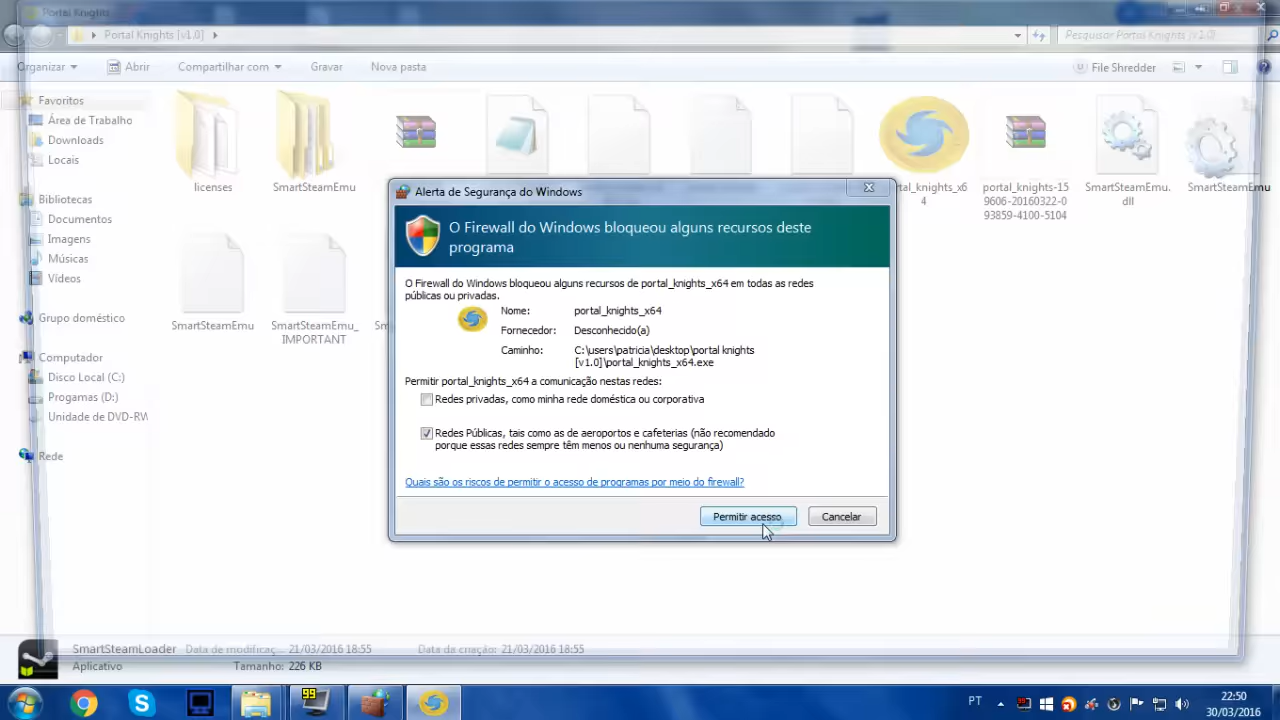 Portal Knights
Portal Knights [v1.0]
Pesquisar Portal Knights [v1.0]
Organizar
Abrir
Compartilhar com
Gravar
Nova pasta
File Shredder
Favoritos
Área de Trabalho
Downloads
Locais
Bibliotecas
Documentos
Imagens
Músicas
Vídeos
Grupo doméstico
Computador
Disco Local (C:)
Progamas (D:)
Unidade de DVD-RW
Rede
licenses
SmartSteamEmu
tal_knights_x6
4
portal_knights-15
9606-20160322-0
93859-4100-5104
SmartSteamEmu.
dll
SmartSteamEmu
SmartSteamEmu
SmartSteamEmu_
IMPORTANT
Alerta de Segurança do Windows
O Firewall do Windows bloqueou alguns recursos deste
programa
O Firewall do Windows bloqueou alguns recursos de portal_knights_x64 em todas as redes
públicas ou privadas.
Nome: portal_knights_x64
Fornecedor: Desconhecido(a)
Caminho: C:\users\patricia\desktop\portal knights
[v1.0]\portal_knights_x64.exe
Permitir portal_knights_x64 a comunicação nestas redes:
Redes privadas, como minha rede doméstica ou corporativa
Redes Públicas, tais como as de aeroportos e cafeterias (não recomendado
porque essas redes sempre têm menos ou nenhuma segurança)
Quais são os riscos de permitir o acesso de programas por meio do firewall?
Permitir acesso
Cancelar
SmartSteamLoader
Data de modificaç... 21/03/2016 18:55
Data da criação: 21/03/2016 18:55
Aplicativo
Tamanho: 226 KB
99
PT
22:50
30/03/2016